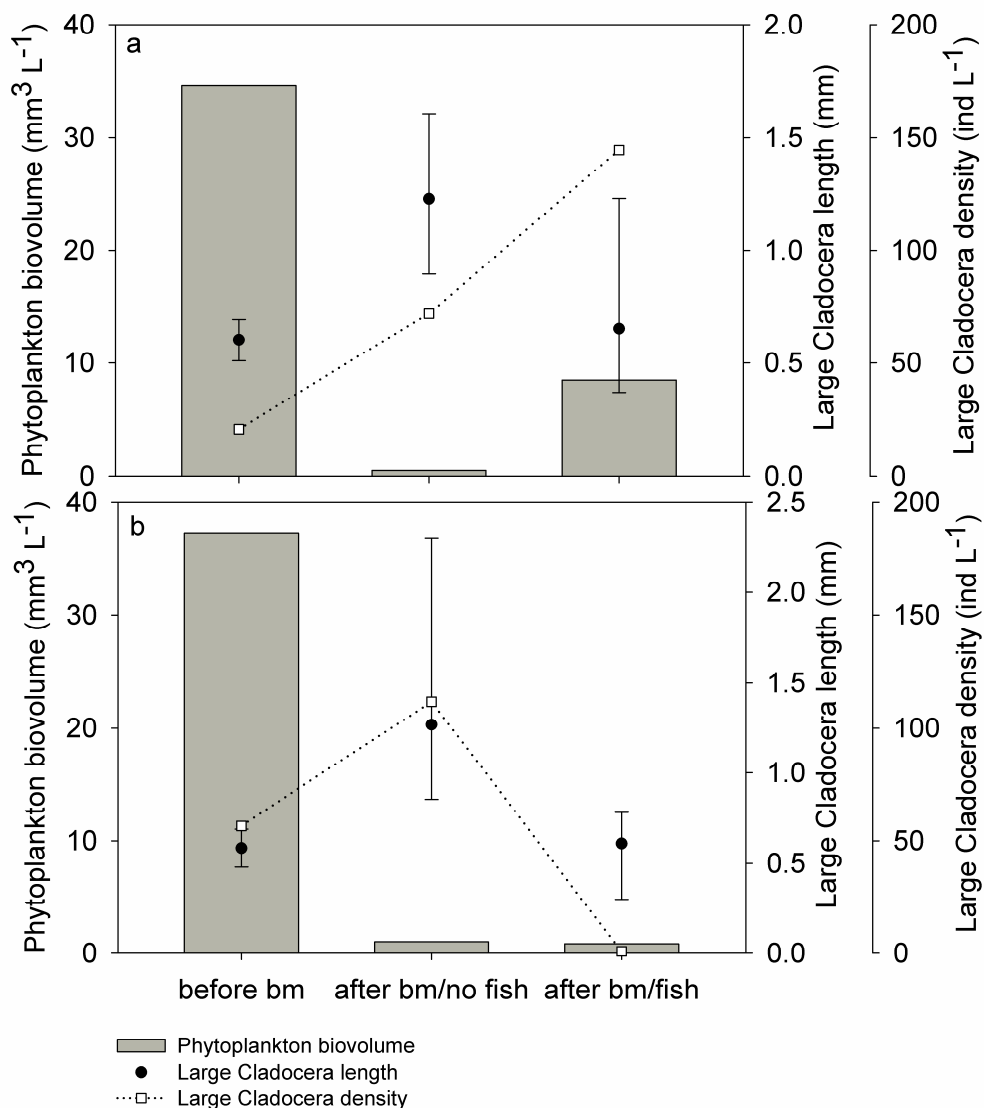 a
Phytoplankton biovolume (mm³ L⁻¹)
40
30
20
10
0
2.0
1.5
1.0
0.5
0.0
Large Cladocera length (mm)
200
150
100
50
0
Large Cladocera density (ind L⁻¹)
b
Phytoplankton biovolume (mm³ L⁻¹)
40
30
20
10
0
2.5
2.0
1.5
1.0
0.5
0.0
Large Cladocera length (mm)
200
150
100
50
0
Large Cladocera density (ind L⁻¹)
before bm after bm/no fish after bm/fish
Phytoplankton biovolume
Large Cladocera length
Large Cladocera density